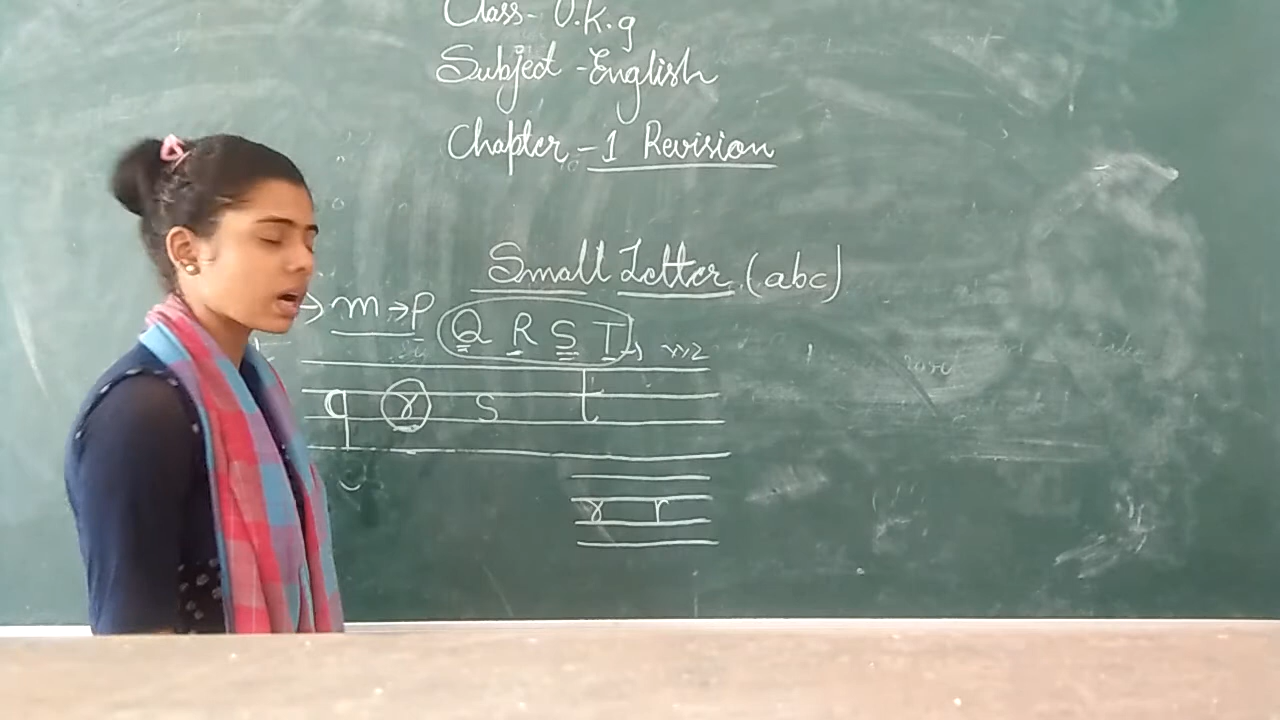 Class- U.K.g
Subject - English
Chapter - 1 Revision
Small Letter (abc)
→ m → p Q R S T →
q r s t
r r